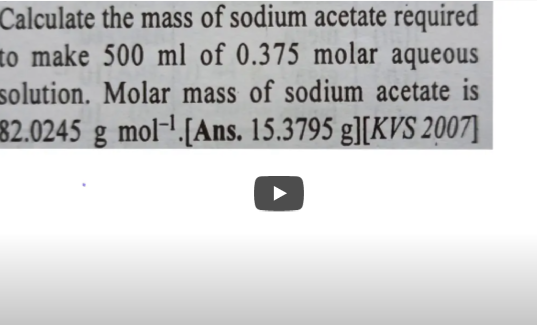 Calculate the mass of sodium acetate required
to make 500 ml of 0.375 molar aqueous
solution. Molar mass of sodium acetate is
82.0245 g mol⁻¹.[Ans. 15.3795 g][KVS 2007]